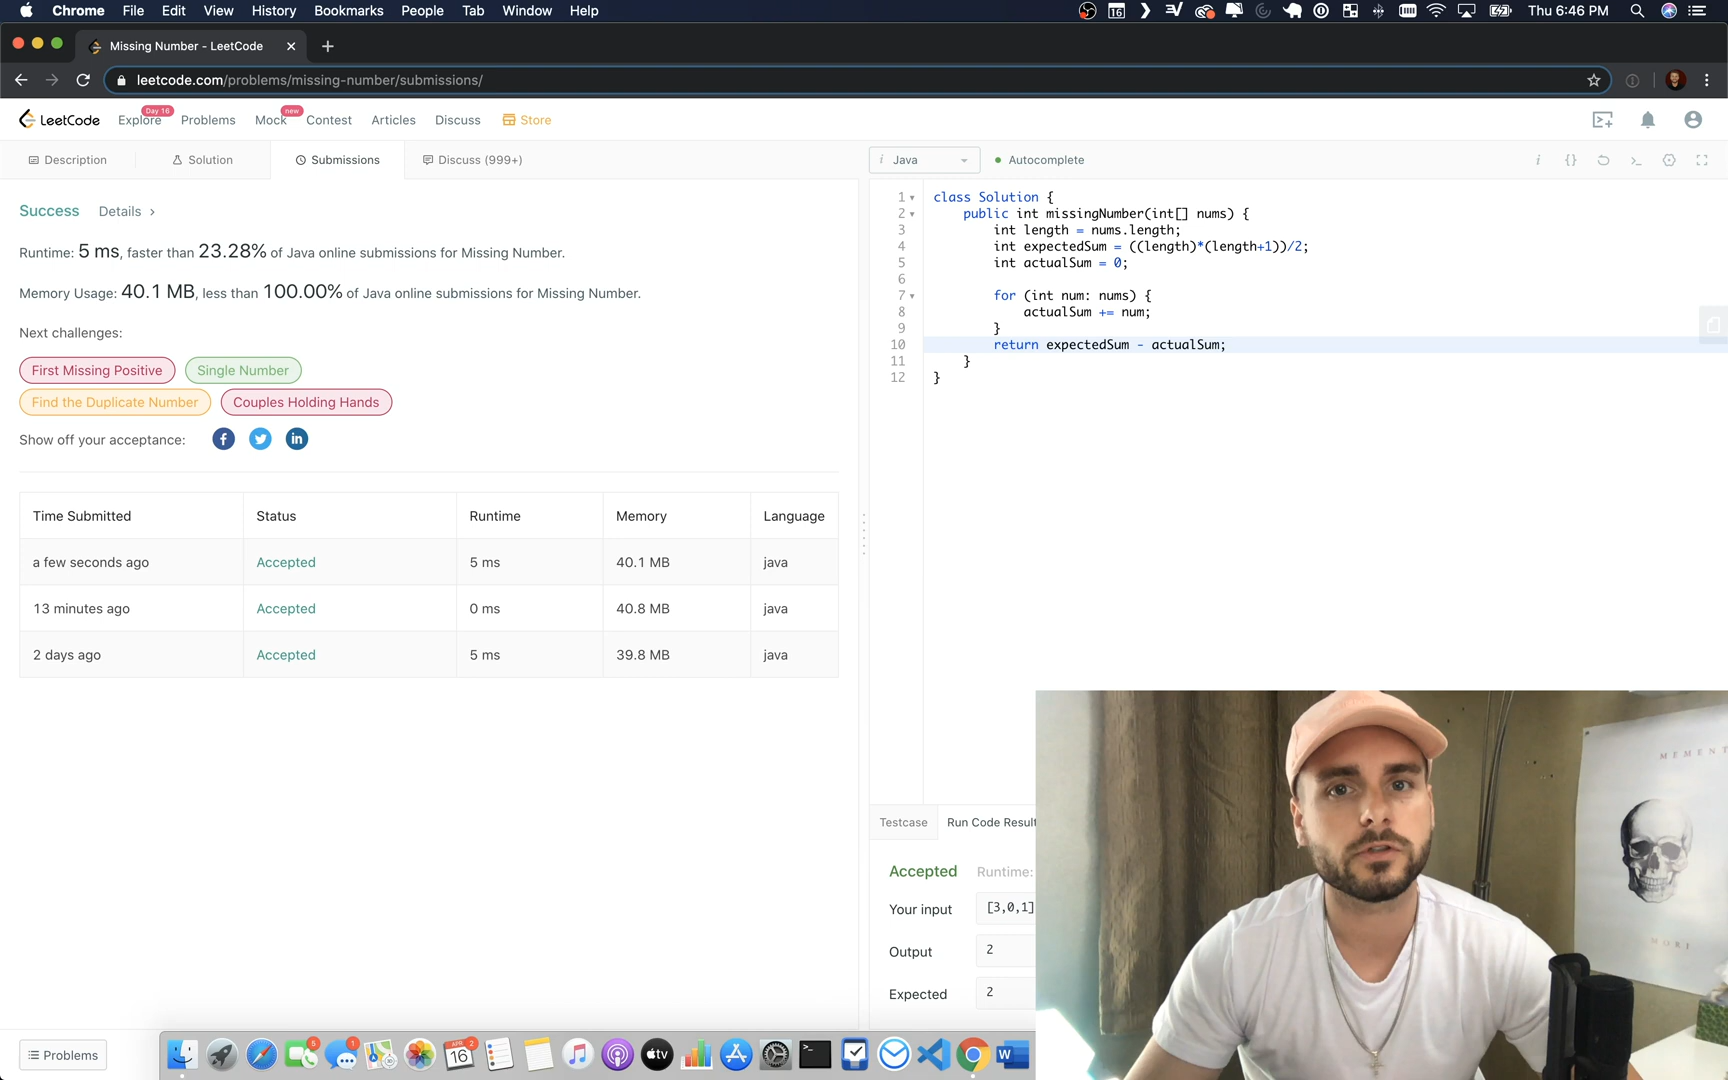 Chrome File Edit View History Bookmarks People Tab Window Help
16
Thu 6:46 PM
Missing Number - LeetCode
leetcode.com/problems/missing-number/submissions/
LeetCode
Explore Day 16
Problems
Mock new
Contest
Articles
Discuss
Store
Description
Solution
Submissions
Discuss (999+)
i Java
Autocomplete
Success
Details
Runtime: 5 ms, faster than 23.28% of Java online submissions for Missing Number.
Memory Usage: 40.1 MB, less than 100.00% of Java online submissions for Missing Number.
Next challenges:
First Missing Positive
Single Number
Find the Duplicate Number
Couples Holding Hands
Show off your acceptance:
Time Submitted Status Runtime Memory Language
a few seconds ago Accepted 5 ms 40.1 MB java
13 minutes ago Accepted 0 ms 40.8 MB java
2 days ago Accepted 5 ms 39.8 MB java
1 class Solution {
2 public int missingNumber(int[] nums) {
3 int length = nums.length;
4 int expectedSum = ((length)*(length+1))/2;
5 int actualSum = 0;
6
7 for (int num: nums) {
8 actualSum += num;
9 }
10 return expectedSum - actualSum;
11 }
12 }
Testcase
Run Code Result
Accepted
Runtime:
Your input
[3,0,1]
Output
2
Expected
2
Problems
5
1
APR 2
16
tv
W
MEMENT
MORI